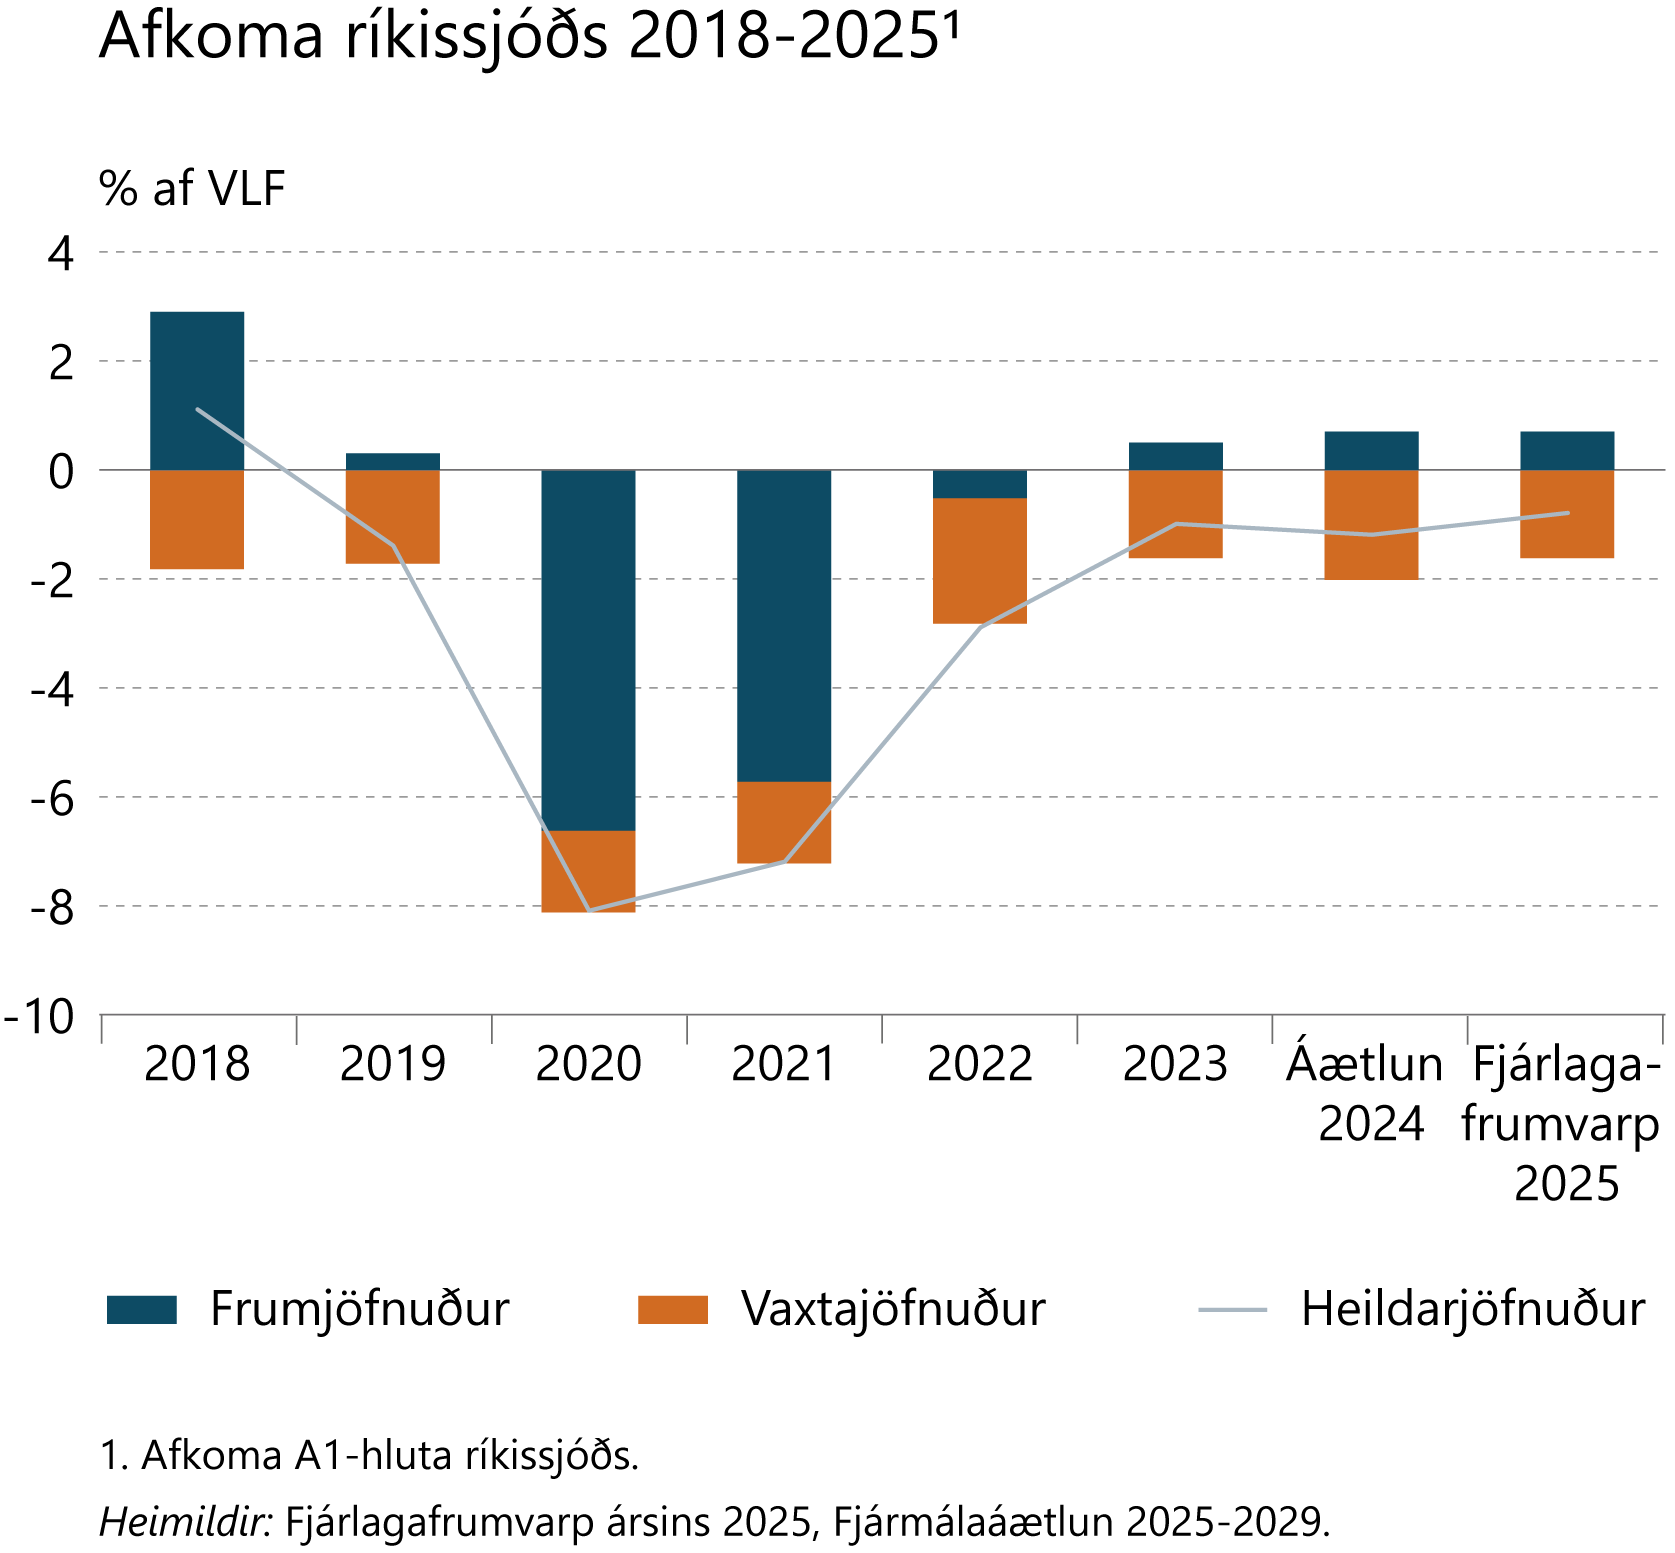 Afkoma ríkissjóðs 2018-2025¹
% af VLF
4
2
0
-2
-4
-6
-8
-10
2018 2019 2020 2021 2022 2023 Áætlun Fjárlaga-
2024 frumvarp
2025
Frumjöfnuður Vaxtajöfnuður Heildarjöfnuður
1. Afkoma A1-hluta ríkissjóðs.
Heimildir: Fjárlagafrumvarp ársins 2025, Fjármálaáætlun 2025-2029.